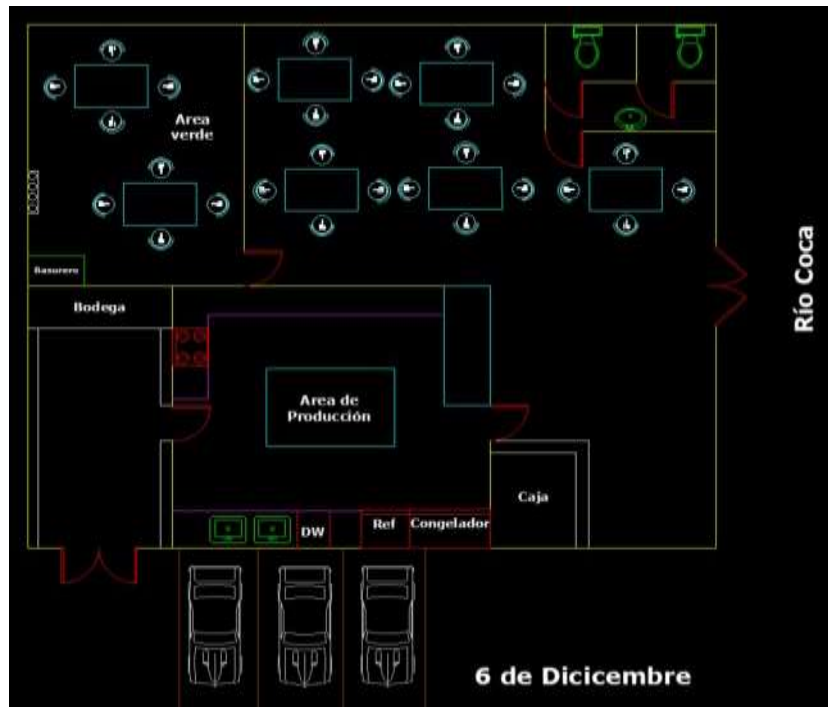 Area
verde
Basurero
Río Coca
Bodega
Area de
Producción
Caja
DW
Ref
Congelador
6 de Dicicembre